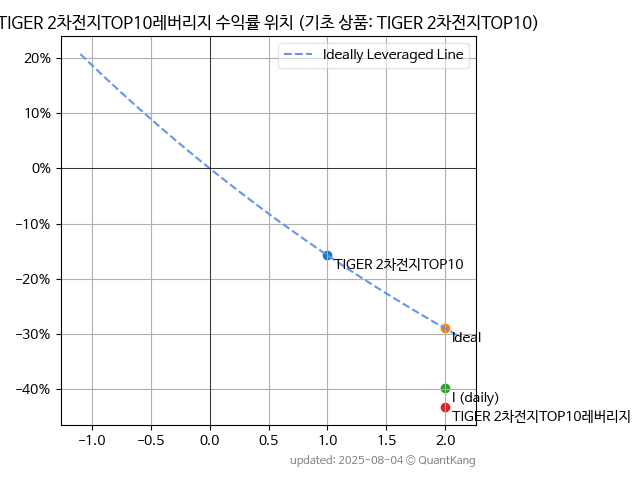 TIGER 2차전지TOP10레버리지 수익률 위치 (기초 상품: TIGER 2차전지TOP10)
Ideally Leveraged Line
20%
10%
0%
-10%
-20%
-30%
-40%
TIGER 2차전지TOP10
Ideal
I (daily)
TIGER 2차전지TOP10레버리지
-1.0 -0.5 0.0 0.5 1.0 1.5 2.0
updated: 2025-08-04 © QuantKang